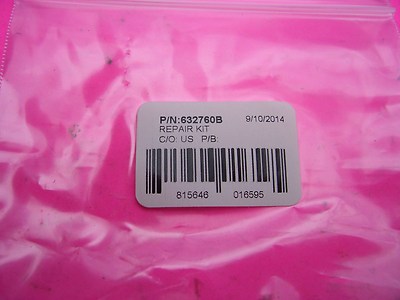 P/N:632760B 9/10/2014
REPAIR KIT
C/O: US P/B:
815646 016595